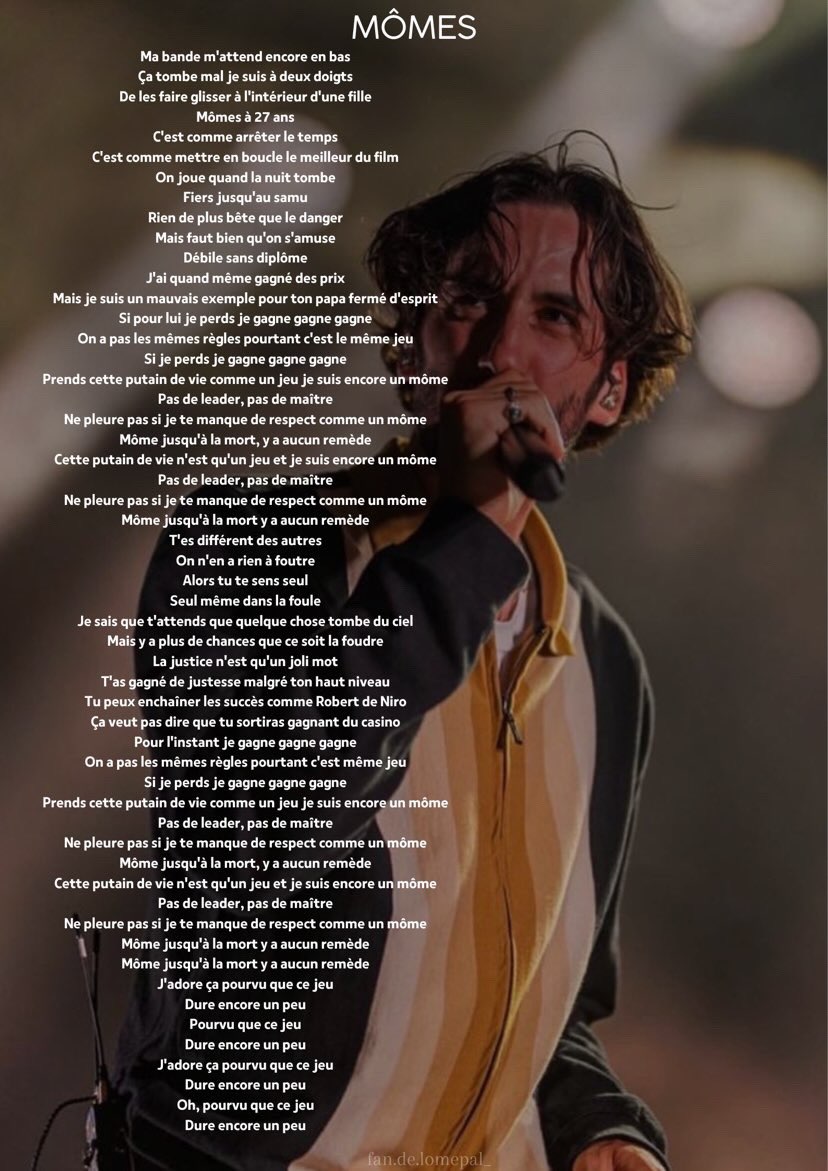 MÔMES
Ma bande m'attend encore en bas
Ça tombe mal je suis à deux doigts
De les faire glisser à l'intérieur d'une fille
Mômes à 27 ans
C'est comme arrêter le temps
C'est comme mettre en boucle le meilleur du film
On joue quand la nuit tombe
Fiers jusqu'au samu
Rien de plus bête que le danger
Mais faut bien qu'on s'amuse
Débile sans diplôme
J'ai quand même gagné des prix
Mais je suis un mauvais exemple pour ton papa fermé d'esprit
Si pour lui je perds je gagne gagne gagne
On a pas les mêmes règles pourtant c'est le même jeu
Si je perds je gagne gagne gagne
Prends cette putain de vie comme un jeu je suis encore un môme
Pas de leader, pas de maître
Ne pleure pas si je te manque de respect comme un môme
Môme jusqu'à la mort, y a aucun remède
Cette putain de vie n'est qu'un jeu et je suis encore un môme
Pas de leader, pas de maître
Ne pleure pas si je te manque de respect comme un môme
Môme jusqu'à la mort y a aucun remède
T'es différent des autres
On n'en a rien à foutre
Alors tu te sens seul
Seul même dans la foule
Je sais que t'attends que quelque chose tombe du ciel
Mais y a plus de chances que ce soit la foudre
La justice n'est qu'un joli mot
T'as gagné de justesse malgré ton haut niveau
Tu peux enchaîner les succès comme Robert de Niro
Ça veut pas dire que tu sortiras gagnant du casino
Pour l'instant je gagne gagne gagne
On a pas les mêmes règles pourtant c'est même jeu
Si je perds je gagne gagne gagne
Prends cette putain de vie comme un jeu je suis encore un môme
Pas de leader, pas de maître
Ne pleure pas si je te manque de respect comme un môme
Môme jusqu'à la mort, y a aucun remède
Cette putain de vie n'est qu'un jeu et je suis encore un môme
Pas de leader, pas de maître
Ne pleure pas si je te manque de respect comme un môme
Môme jusqu'à la mort y a aucun remède
Môme jusqu'à la mort y a aucun remède
J'adore ça pourvu que ce jeu
Dure encore un peu
Pourvu que ce jeu
Dure encore un peu
J'adore ça pourvu que ce jeu
Dure encore un peu
Oh, pourvu que ce jeu
Dure encore un peu
fan.de.lomepal_